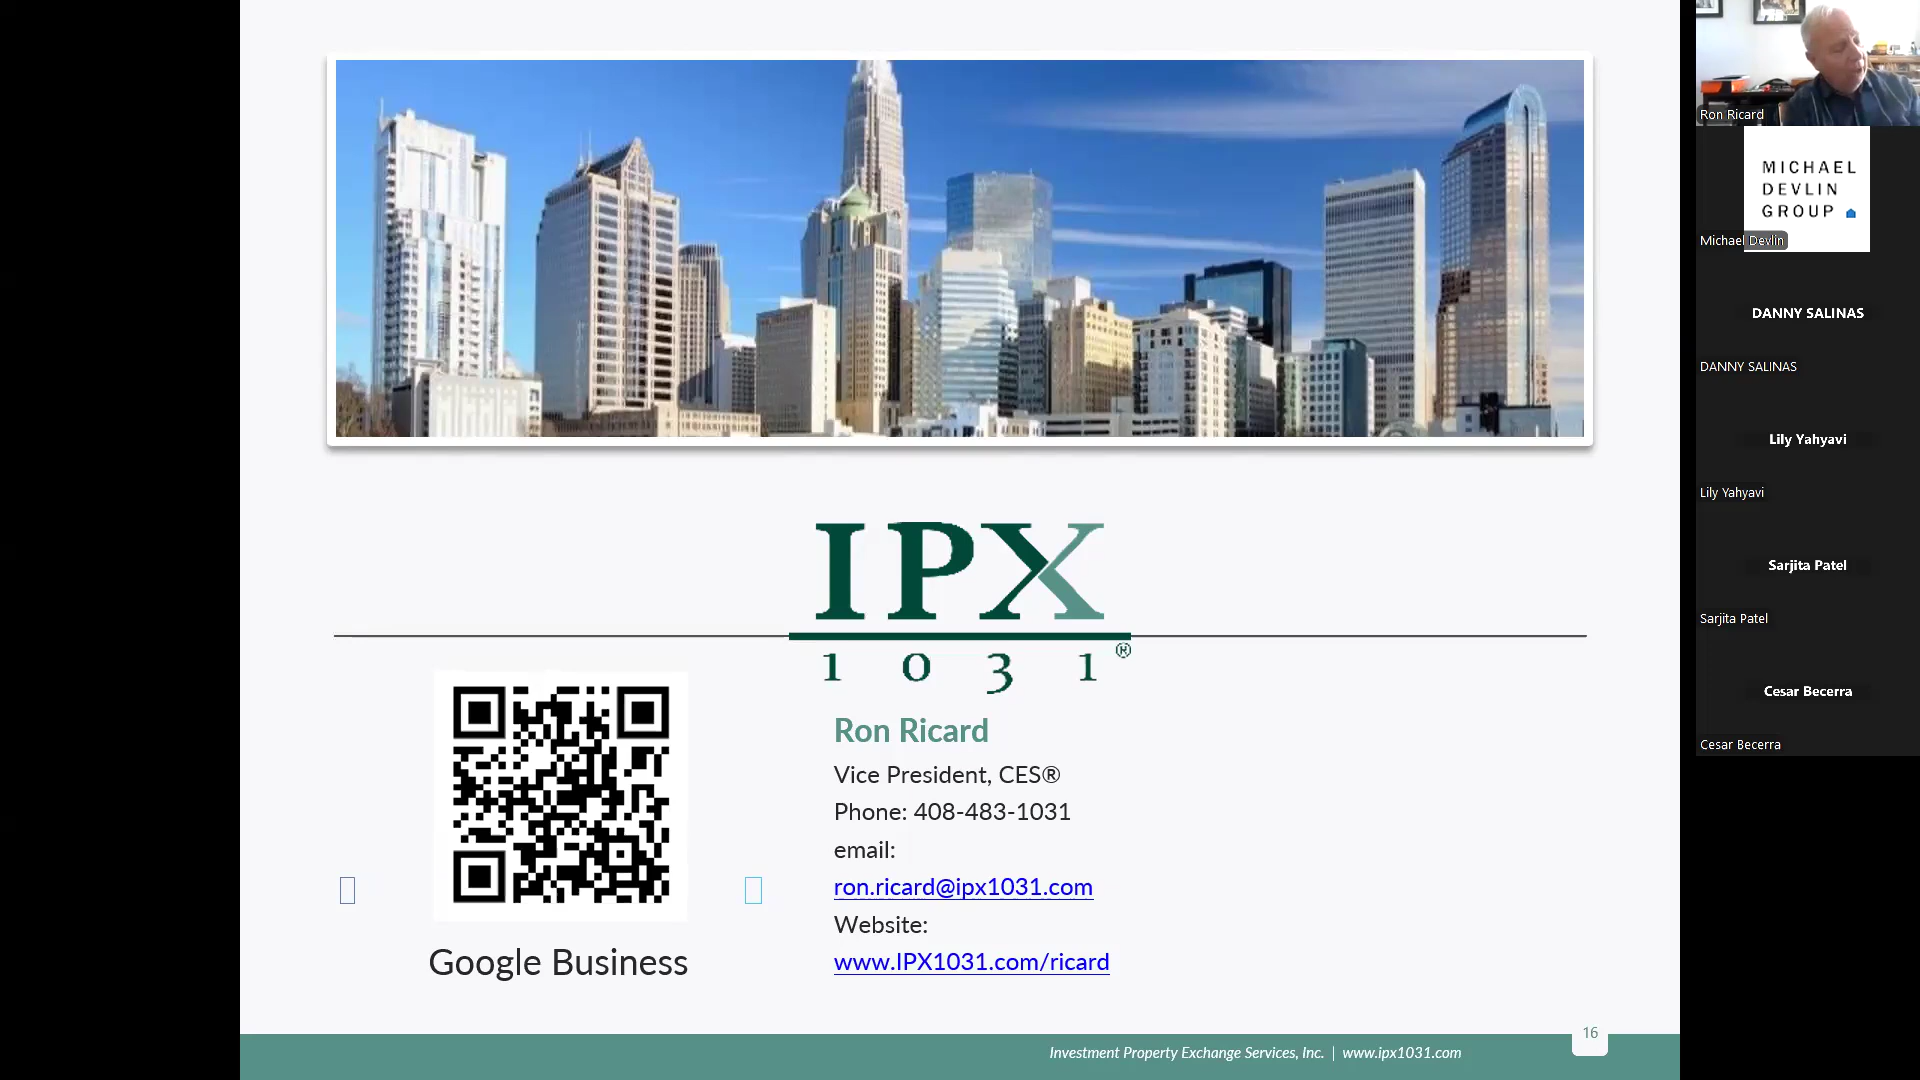 IPX
1031®
Ron Ricard
Vice President, CES®
Phone: 408-483-1031
email:
ron.ricard@ipx1031.com
Website:
www.IPX1031.com/ricard
Google Business
16
Investment Property Exchange Services, Inc. | www.ipx1031.com
Ron Ricard
MICHAEL
DEVLIN
GROUP
Michael Devlin
DANNY SALINAS
DANNY SALINAS
Lily Yahyavi
Lily Yahyavi
Sarjita Patel
Sarjita Patel
Cesar Becerra
Cesar Becerra